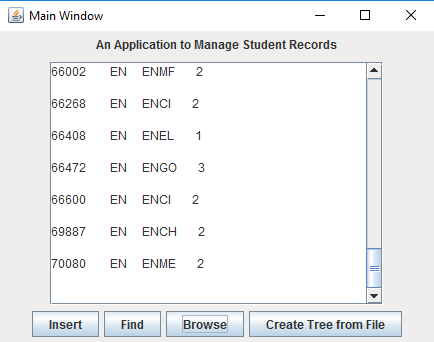 Main Window
An Application to Manage Student Records
66002 EN ENMF 2
66268 EN ENCI 2
66408 EN ENEL 1
66472 EN ENGO 3
66600 EN ENCI 2
69887 EN ENCH 2
70080 EN ENME 2
Insert Find Browse Create Tree from File